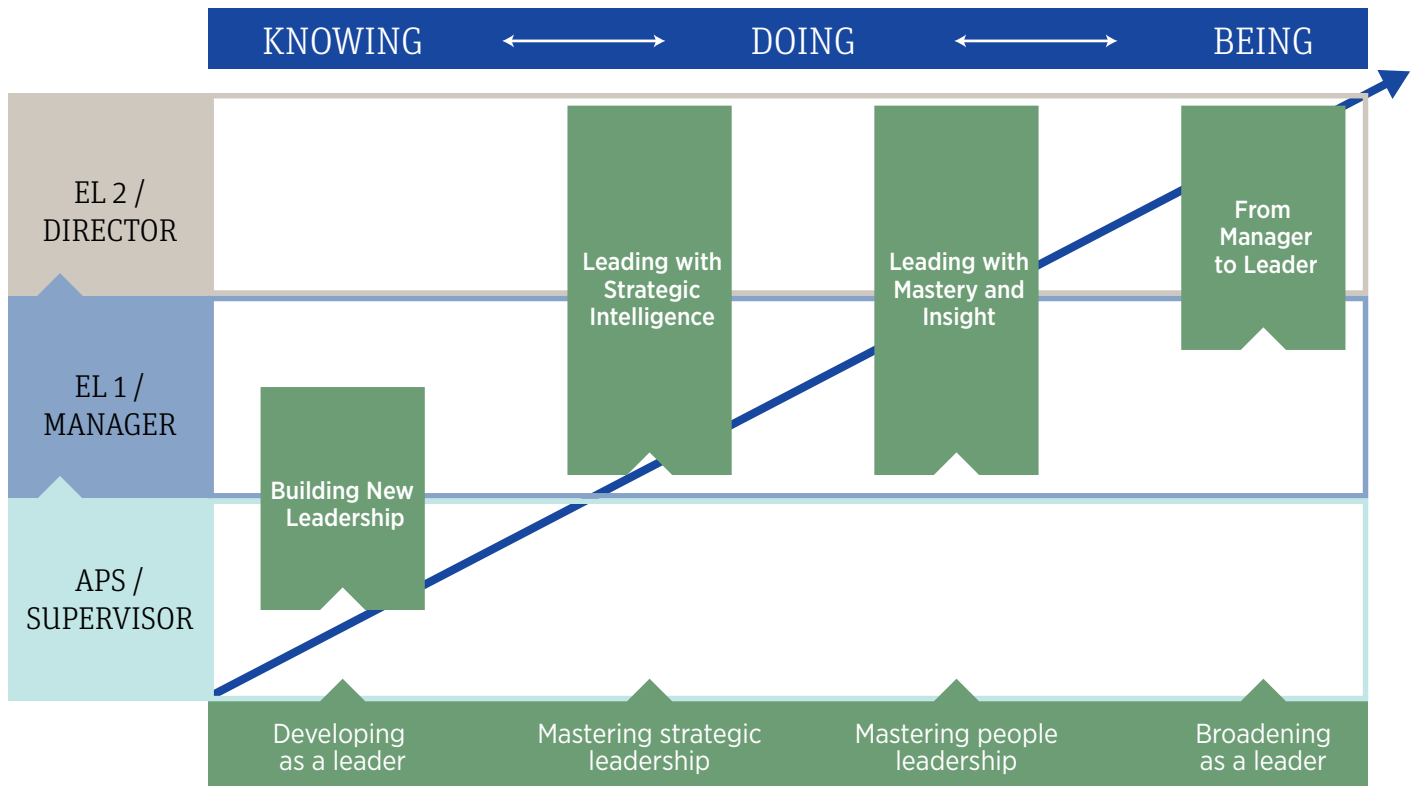 KNOWING
DOING
BEING
EL 2 /
DIRECTOR
EL 1 /
MANAGER
APS /
SUPERVISOR
Building New
Leadership
Leading with
Strategic
Intelligence
Leading with
Mastery and
Insight
From
Manager
to Leader
Developing
as a leader
Mastering strategic
leadership
Mastering people
leadership
Broadening
as a leader